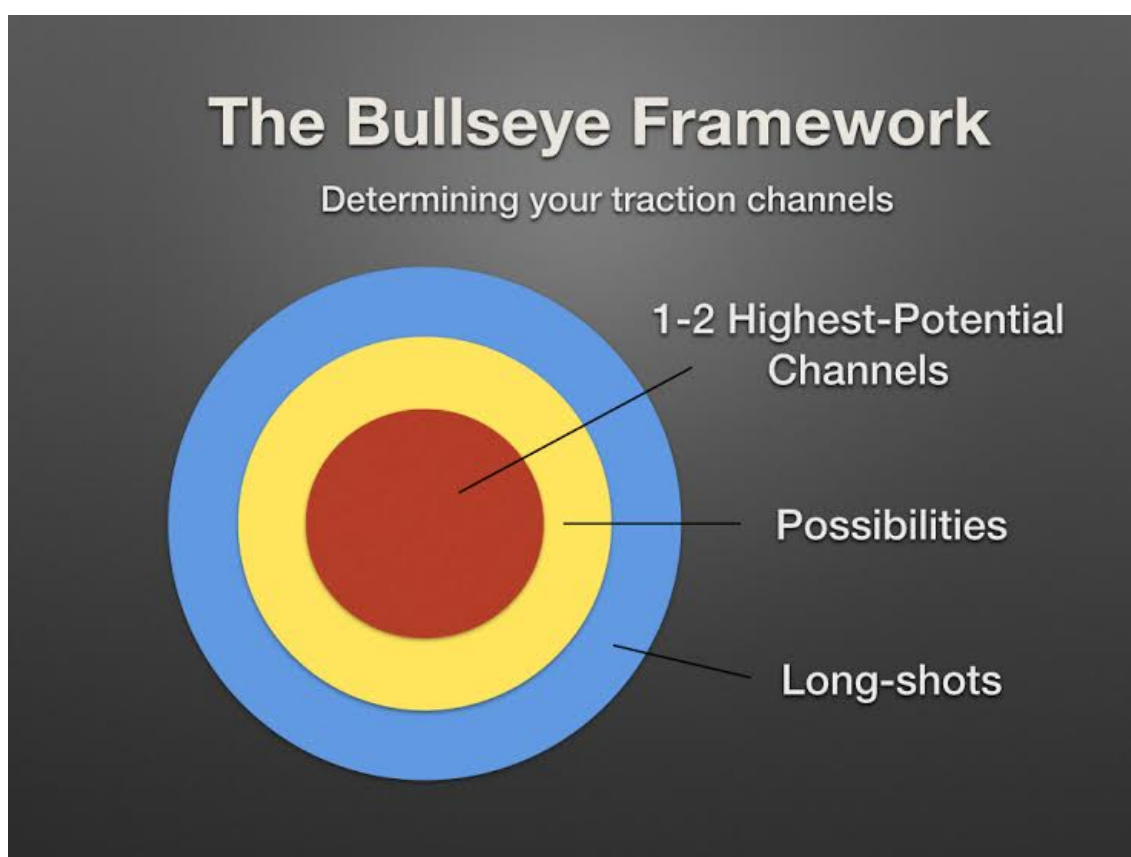 The Bullseye Framework
Determining your traction channels
1-2 Highest-Potential
Channels
Possibilities
Long-shots